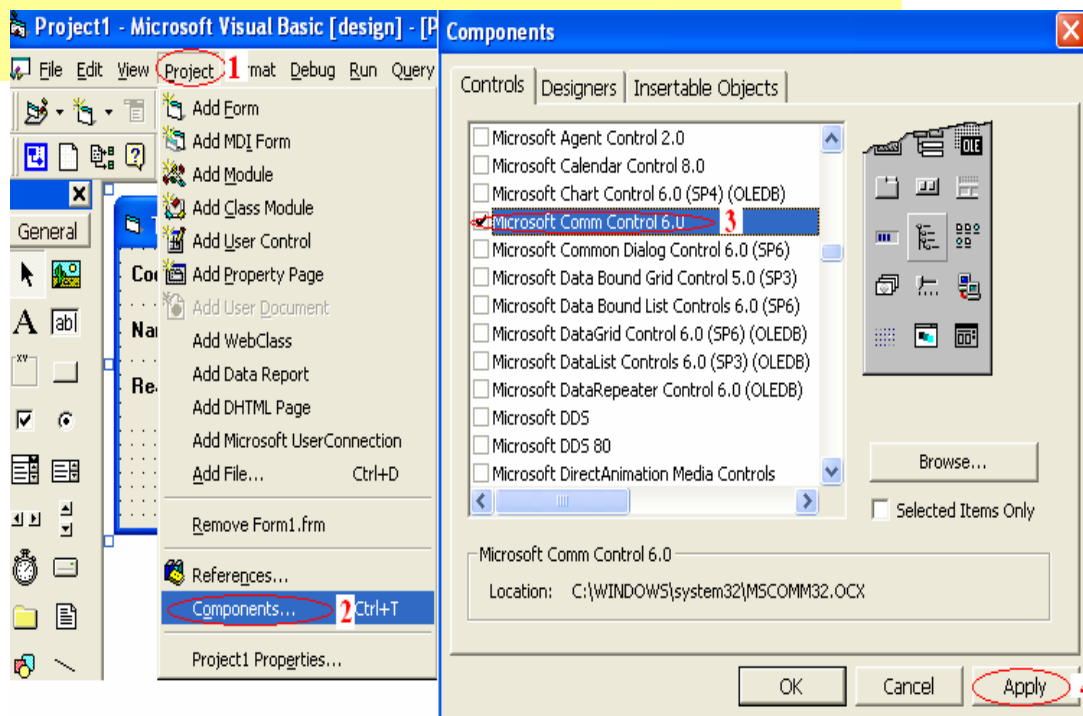 Project1 - Microsoft Visual Basic [design] - [P
File Edit View Project 1 mat Debug Run Query
General
Add Form
Add MDI Form
Add Module
Add Class Module
Add User Control
Add Property Page
Add User Document
Add WebClass
Add Data Report
Add DHTML Page
Add Microsoft UserConnection
Add File... Ctrl+D
Remove Form1.frm
References...
Components... 2 Ctrl+T
Project1 Properties...
A ab|
xv
Coo
Nar
Re
Components
Controls Designers Insertable Objects
Microsoft Agent Control 2.0
Microsoft Calendar Control 8.0
Microsoft Chart Control 6.0 (SP4) (OLEDB)
Microsoft Comm Control 6.0 3
Microsoft Common Dialog Control 6.0 (SP6)
Microsoft Data Bound Grid Control 5.0 (SP3)
Microsoft Data Bound List Controls 6.0 (SP6)
Microsoft DataGrid Control 6.0 (SP6) (OLEDB)
Microsoft DataList Controls 6.0 (SP3) (OLEDB)
Microsoft DataRepeater Control 6.0 (OLEDB)
Microsoft DDS
Microsoft DDS 80
Microsoft DirectAnimation Media Controls
OLE
Browse...
Selected Items Only
Microsoft Comm Control 6.0
Location: C:\WINDOWS\system32\MSCOMM32.OCX
OK Cancel Apply